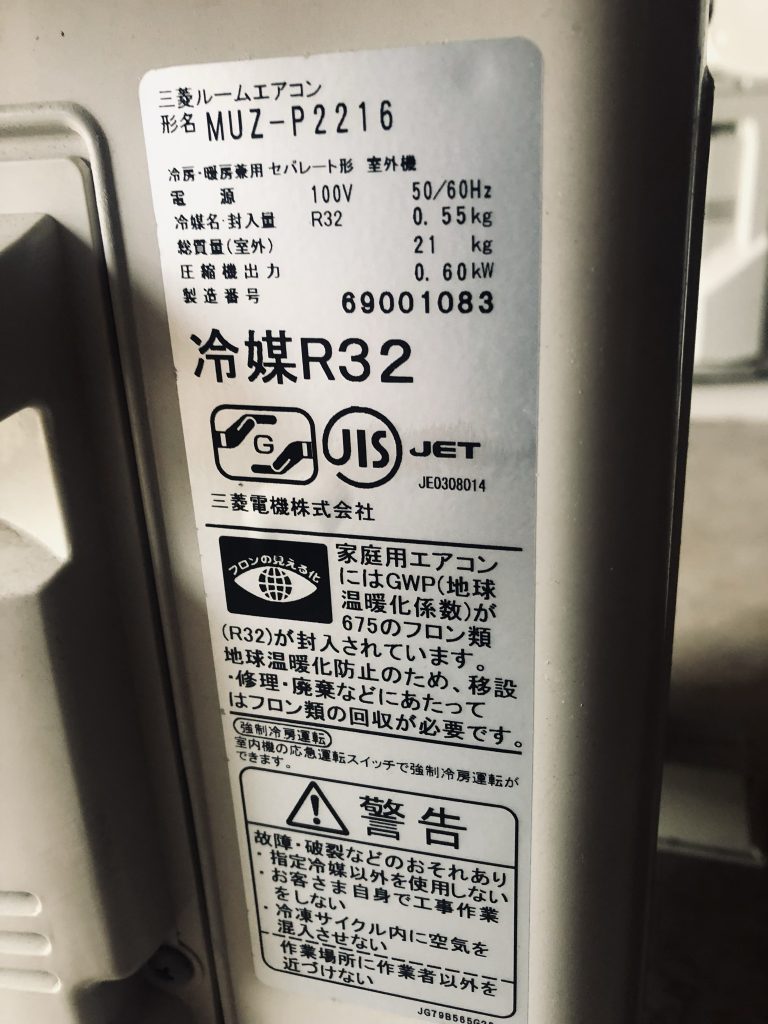 三菱ルームエアコン
形名 MUZ-P2216
冷房・暖房兼用 セパレート形 室外機
電源 100V 50/60Hz
冷媒名・封入量 R32 0.55kg
総質量(室外) 21 kg
圧縮機出力 0.60kW
製造番号 69001083
冷媒R32
G JIS JET
JE0308014
三菱電機株式会社
フロンの見える化
家庭用エアコン
にはGWP(地球
温暖化係数)が
675のフロン類
(R32)が封入されています。
地球温暖化防止のため、移設
・修理・廃棄などにあたって
はフロン類の回収が必要です。
強制冷房運転
室内機の応急運転スイッチで強制冷房運転が
できます。
警告
故障・破裂などのおそれあり
・指定冷媒以外を使用しない
・お客さま自身で工事作業
をしない
・冷凍サイクル内に空気を
混入させない
作業場所に作業者以外を
近づけない